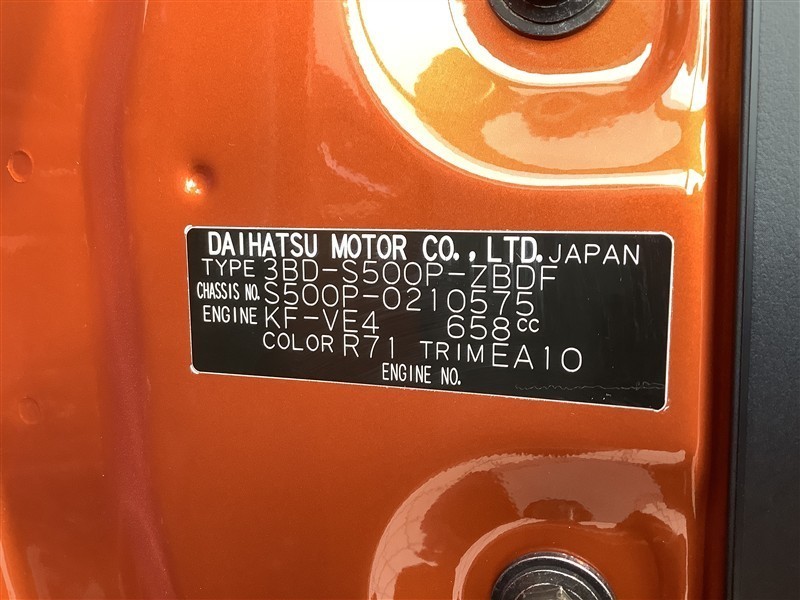 DAIHATSU MOTOR CO., LTD. JAPAN
TYPE 3BD-S500P-ZBDF
CHASSIS NO. S500P-0210575
ENGINE KF-VE4 658cc
COLOR R71 TRIM EA10
ENGINE NO.